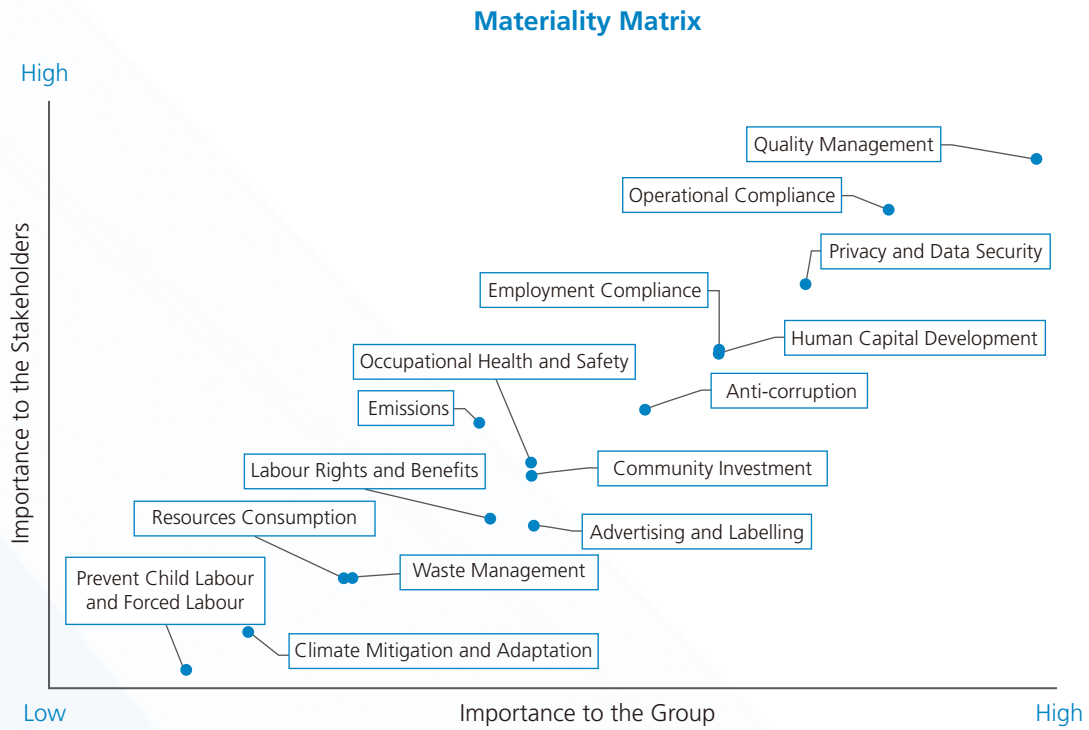 Materiality Matrix
High
Importance to the Stakeholders
Quality Management
Operational Compliance
Privacy and Data Security
Employment Compliance
Human Capital Development
Occupational Health and Safety
Anti-corruption
Emissions
Labour Rights and Benefits
Community Investment
Resources Consumption
Advertising and Labelling
Waste Management
Prevent Child Labour
and Forced Labour
Climate Mitigation and Adaptation
Low
Importance to the Group
High